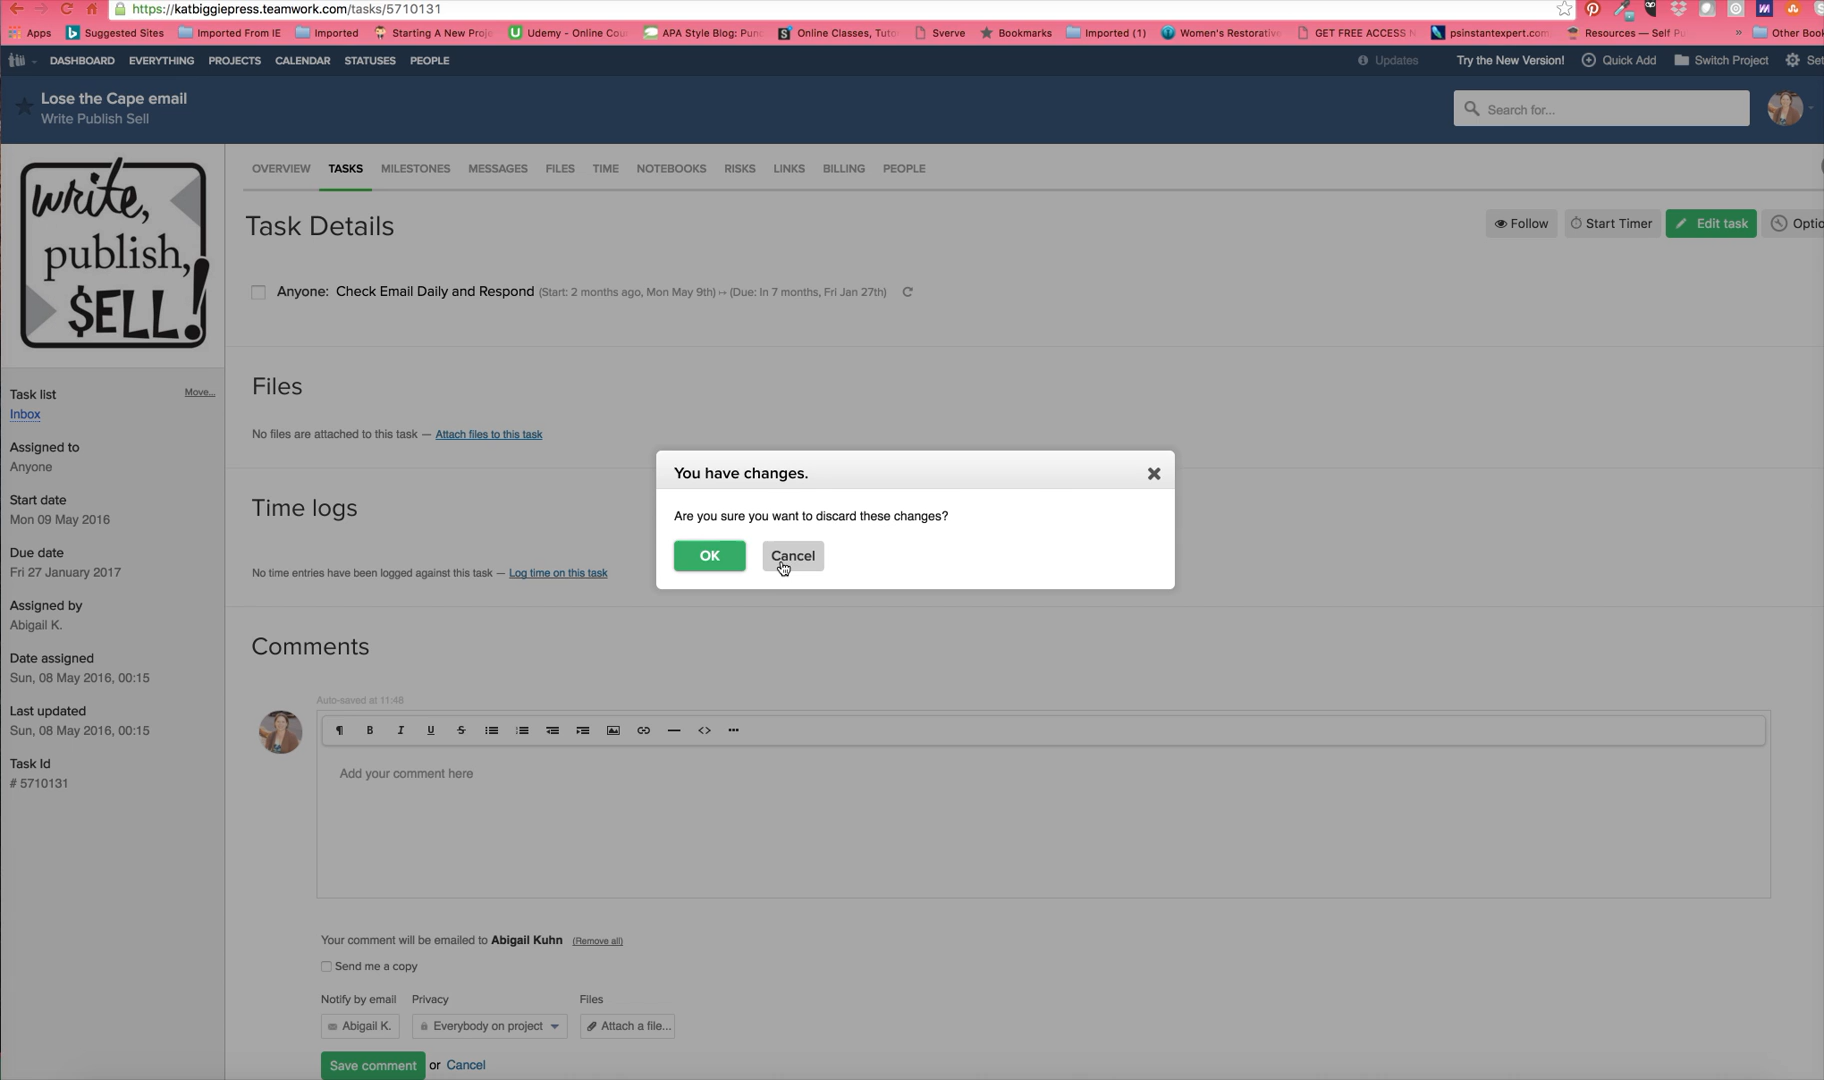 https://katbiggiepress.teamwork.com/tasks/5710131
Apps Suggested Sites Imported From IE Imported Starting A New Proje Udemy - Online Cou APA Style Blog: Pun Online Classes, Tuto Sverve Bookmarks Imported (1) Women's Restorativ GET FREE ACCESS psinstantexpert.com Resources — Self Pu » Other Book
DASHBOARD EVERYTHING PROJECTS CALENDAR STATUSES PEOPLE Updates Try the New Version! Quick Add Switch Project Set
Lose the Cape email
Write Publish Sell
Search for...
write,
publish,
$ELL!
OVERVIEW TASKS MILESTONES MESSAGES FILES TIME NOTEBOOKS RISKS LINKS BILLING PEOPLE
Task Details
Follow Start Timer Edit task Optio
Anyone: Check Email Daily and Respond (Start: 2 months ago, Mon May 9th) ↦ (Due: In 7 months, Fri Jan 27th)
Task list Move...
Inbox
Assigned to
Anyone
Start date
Mon 09 May 2016
Due date
Fri 27 January 2017
Assigned by
Abigail K.
Date assigned
Sun, 08 May 2016, 00:15
Last updated
Sun, 08 May 2016, 00:15
Task Id
# 5710131
Files
No files are attached to this task — Attach files to this task
Time logs
No time entries have been logged against this task — Log time on this task
You have changes.
Are you sure you want to discard these changes?
OK Cancel
Comments
Auto-saved at 11:48
¶ B I U S
Add your comment here
Your comment will be emailed to Abigail Kuhn (Remove all)
Send me a copy
Notify by email Privacy Files
Abigail K. Everybody on project Attach a file...
Save comment or Cancel